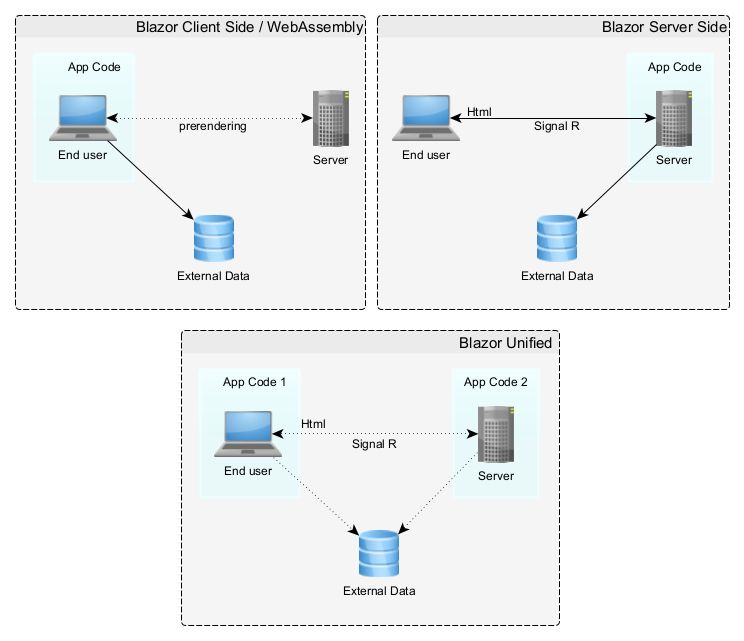 Blazor Client Side / WebAssembly
App Code
prerendering
End user
Server
External Data
Blazor Server Side
App Code
Html
Signal R
End user
Server
External Data
Blazor Unified
App Code 1
App Code 2
Html
Signal R
End user
Server
External Data